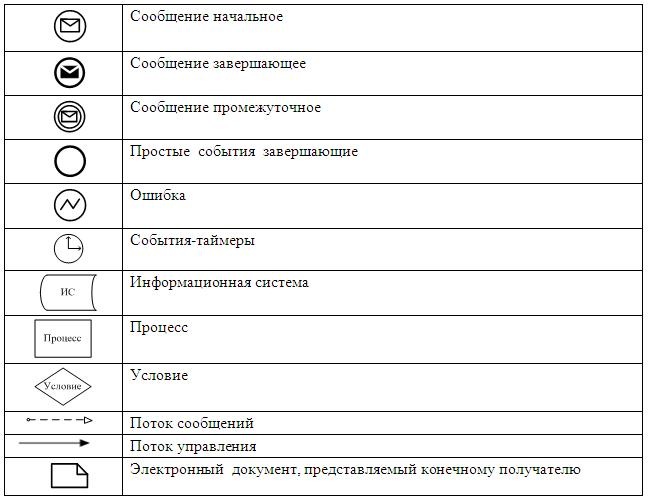 Сообщение начальное
Сообщение завершающее
Сообщение промежуточное
Простые события завершающие
Ошибка
События-таймеры
ИС
Информационная система
Процесс
Процесс
Условие
Условие
Поток сообщений
Поток управления
Электронный документ, представляемый конечному получателю